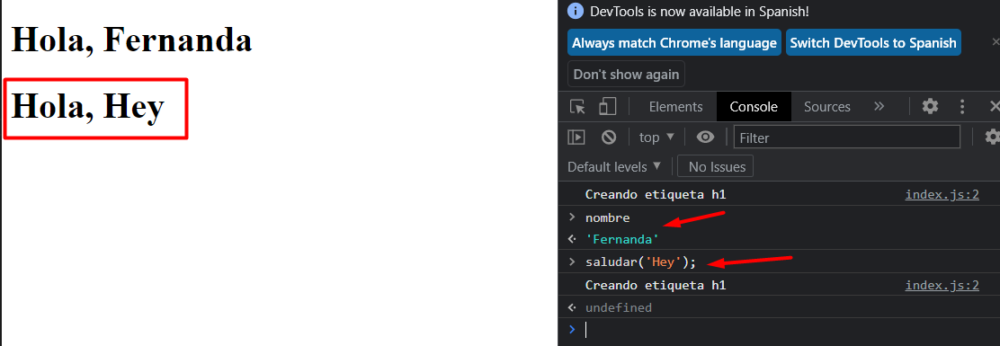 Hola, Fernanda
Hola, Hey
DevTools is now available in Spanish!
Always match Chrome's language Switch DevTools to Spanish
Don't show again
Elements Console Sources »
top ▼ Filter
Default levels ▼ No Issues
Creando etiqueta h1 index.js:2
> nombre
'Fernanda'
> saludar('Hey');
Creando etiqueta h1 index.js:2
undefined
>